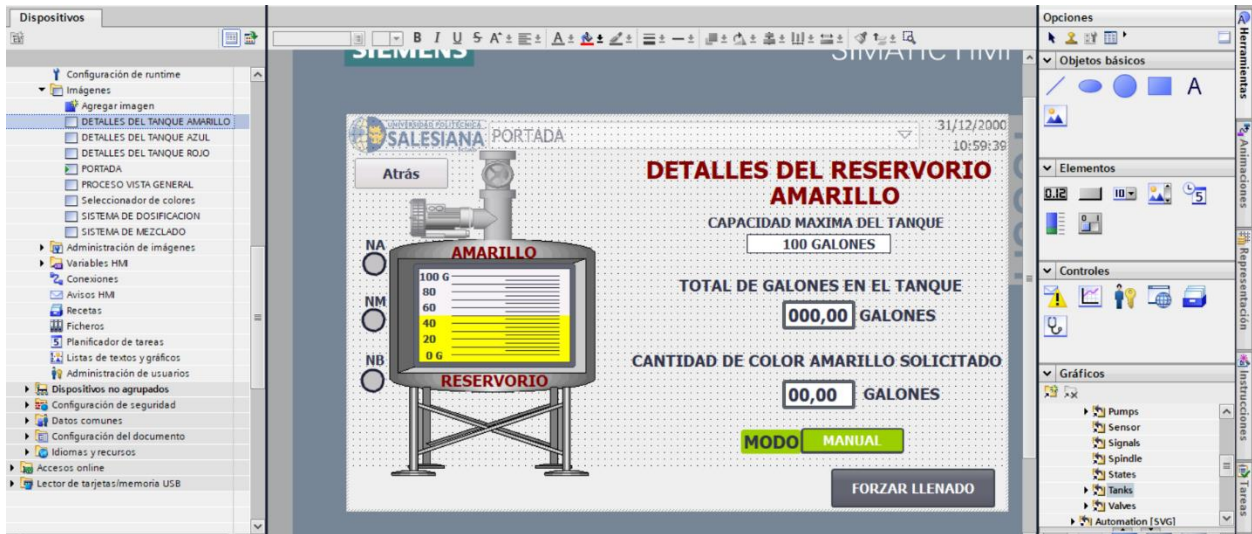 Dispositivos
Configuración de runtime
Imágenes
Agregar imagen
DETALLES DEL TANQUE AMARILLO
DETALLES DEL TANQUE AZUL
DETALLES DEL TANQUE ROJO
PORTADA
PROCESO VISTA GENERAL
Seleccionador de colores
SISTEMA DE DOSIFICACION
SISTEMA DE MEZCLADO
Administración de imágenes
Variables HMI
Conexiones
Avisos HMI
Recetas
Ficheros
Planificador de tareas
Listas de textos y gráficos
Administración de usuarios
Dispositivos no agrupados
Configuración de seguridad
Datos comunes
Configuración del documento
Idiomas y recursos
Accesos online
Lector de tarjetas/memoria USB
B I U S A A
SIEMENS
SIMATIC HMI
UNIVERSIDAD POLITÉCNICA
SALESIANA
PORTADA
31/12/2000
10:59:39
Atrás
DETALLES DEL RESERVORIO
AMARILLO
CAPACIDAD MAXIMA DEL TANQUE
100 GALONES
TOTAL DE GALONES EN EL TANQUE
000,00 GALONES
CANTIDAD DE COLOR AMARILLO SOLICITADO
00,00 GALONES
MODO MANUAL
FORZAR LLENADO
NA
NM
NB
AMARILLO
100 G
80
60
40
20
0 G
RESERVORIO
Opciones
Objetos básicos
A
Elementos
0.12
10
5
Controles
Gráficos
Pumps
Sensor
Signals
Spindle
States
Tanks
Valves
Automation [SVG]
Herramientas
Animaciones
Representación
Instrucciones
Tareas